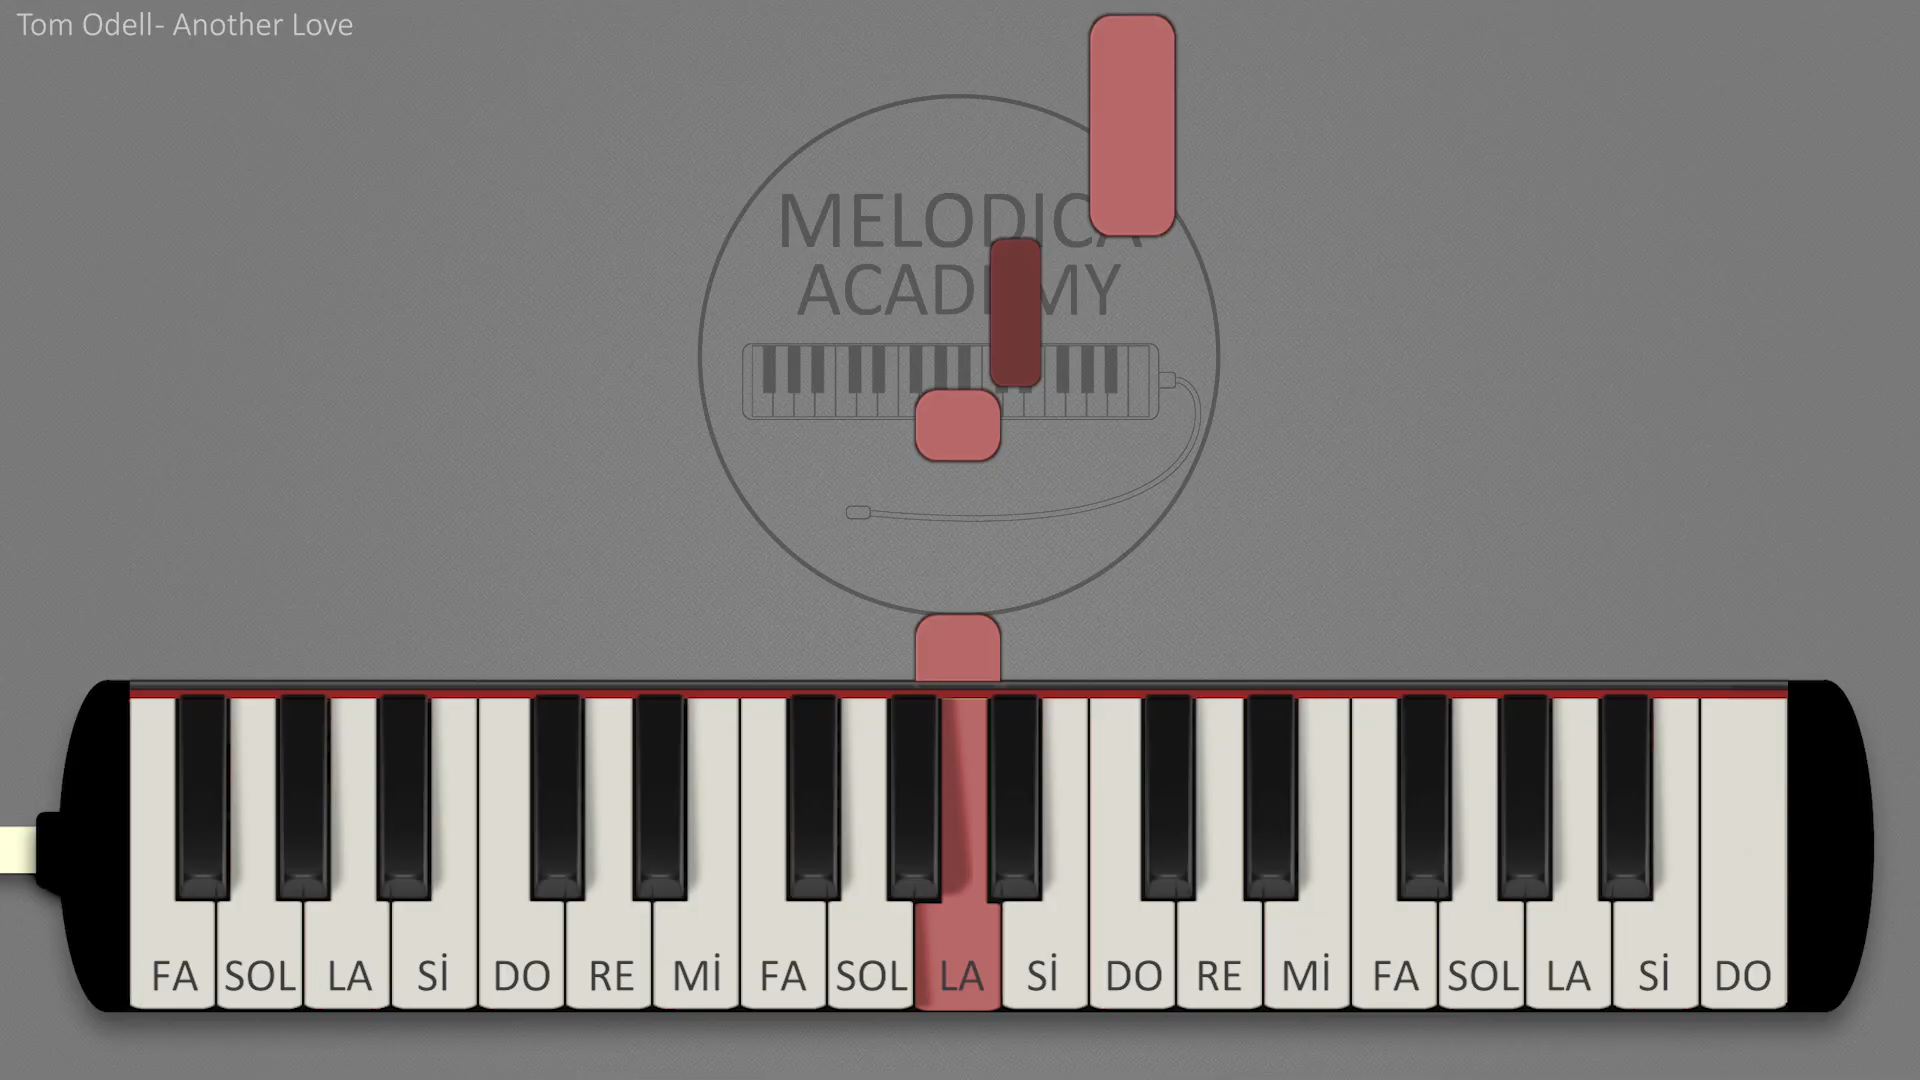 Tom Odell- Another Love
MELODICA
ACADEMY
FA SOL LA Sİ DO RE Mİ FA SOL LA Sİ DO RE Mİ FA SOL LA Sİ DO